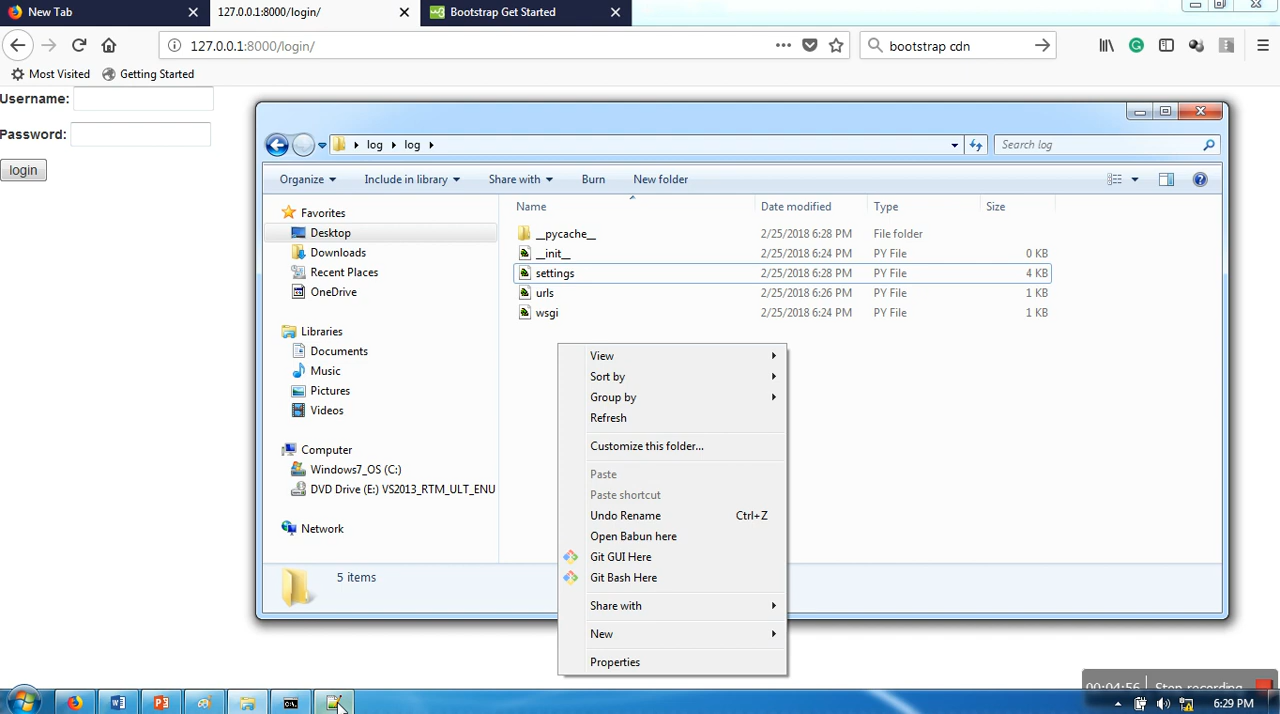 New Tab
127.0.0.1:8000/login/
Bootstrap Get Started
127.0.0.1:8000/login/
bootstrap cdn
Most Visited
Getting Started
Username:
Password:
login
log
log
Search log
Organize
Include in library
Share with
Burn
New folder
Favorites
Desktop
Downloads
Recent Places
OneDrive
Libraries
Documents
Music
Pictures
Videos
Computer
Windows7_OS (C:)
DVD Drive (E:) VS2013_RTM_ULT_ENU
Network
Name Date modified Type Size
__pycache__ 2/25/2018 6:28 PM File folder
__init__ 2/25/2018 6:24 PM PY File 0 KB
settings 2/25/2018 6:28 PM PY File 4 KB
urls 2/25/2018 6:26 PM PY File 1 KB
wsgi 2/25/2018 6:24 PM PY File 1 KB
View
Sort by
Group by
Refresh
Customize this folder...
Paste
Paste shortcut
Undo Rename Ctrl+Z
Open Babun here
Git GUI Here
Git Bash Here
Share with
New
Properties
5 items
00:04:56 Stop recording
6:29 PM